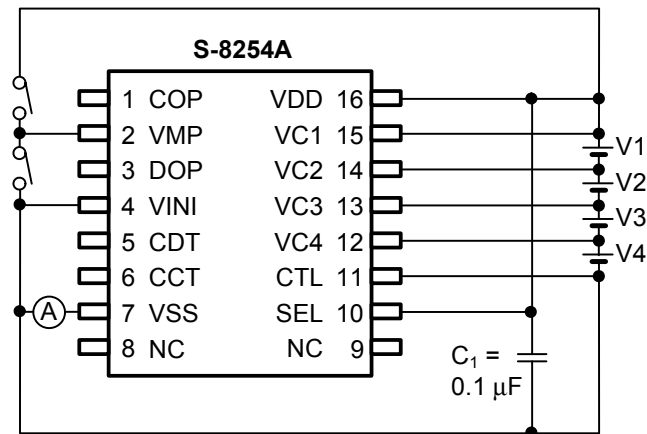 S-8254A
1 COP VDD 16
2 VMP VC1 15
3 DOP VC2 14
4 VINI VC3 13
5 CDT VC4 12
6 CCT CTL 11
7 VSS SEL 10
8 NC NC 9
A
V1
V2
V3
V4
C₁ =
0.1 μF